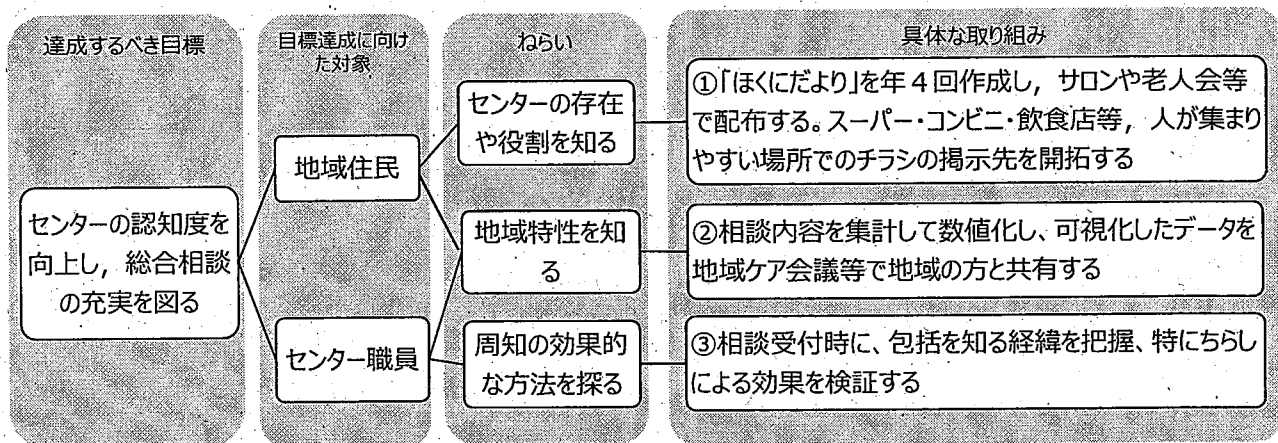 達成するべき目標
目標達成に向け
た対象
ねらい
具体な取り組み
センターの認知度を
向上し，総合相談
の充実を図る
地域住民
センター職員
センターの存在
や役割を知る
地域特性を知
る
周知の効果的
な方法を探る
①「ほくにだより」を年４回作成し，サロンや老人会等
で配布する。スーパー・コンビニ・飲食店等，人が集まり
やすい場所でのチラシの掲示先を開拓する
②相談内容を集計して数値化し、可視化したデータを
地域ケア会議等で地域の方と共有する
③相談受付時に、包括を知る経緯を把握、特にちらし
による効果を検証する